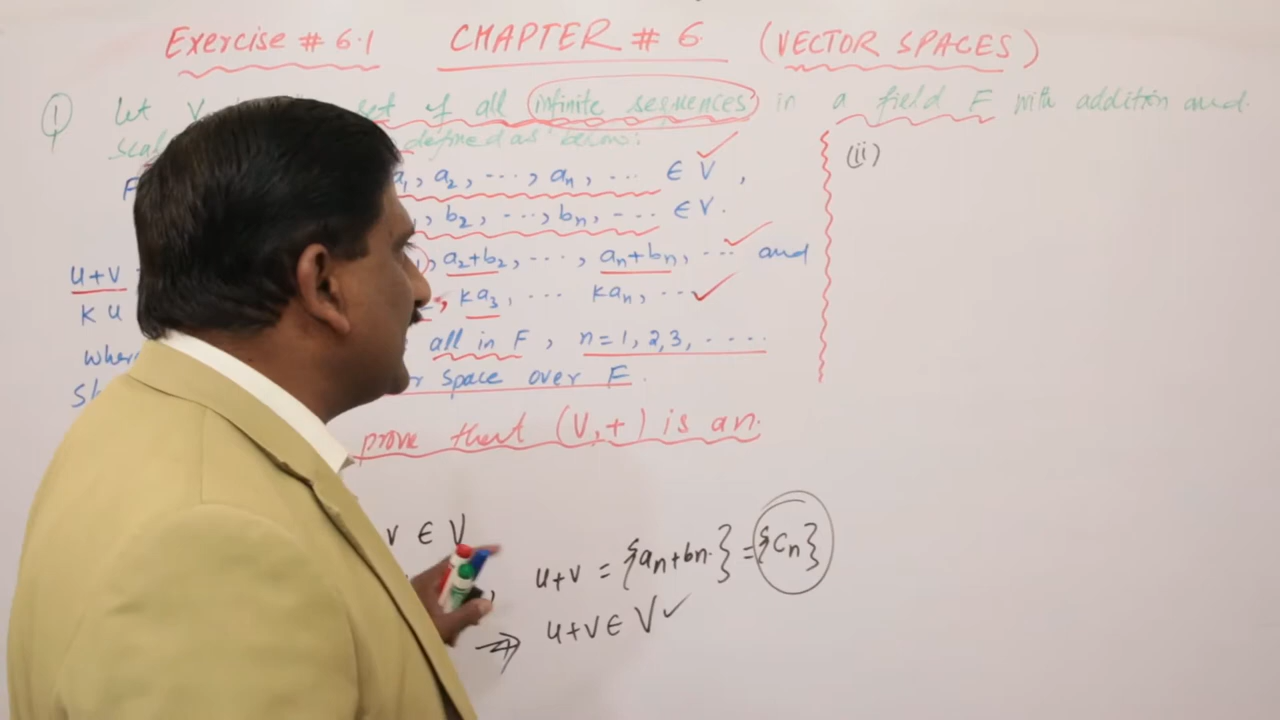 Exercise # 6.1 CHAPTER # 6 (VECTOR SPACES)
① Let V set of all infinite sequences in a field F with addition and
defined as below:
a₁, a₂, ..., aₙ, ... ∈ V,
, b₂, ..., bₙ, ... ∈ V.
u+v , a₂+b₂, ..., aₙ+bₙ, ... and
k u , ka₃, ... kaₙ, ...
where all in F, n = 1, 2, 3, ....
space over F.
prove that (V, +) is an.
(ii)
v ∈ V
, u+v = {aₙ+bₙ.} = {cₙ}
⇒ u+v ∈ V ✓